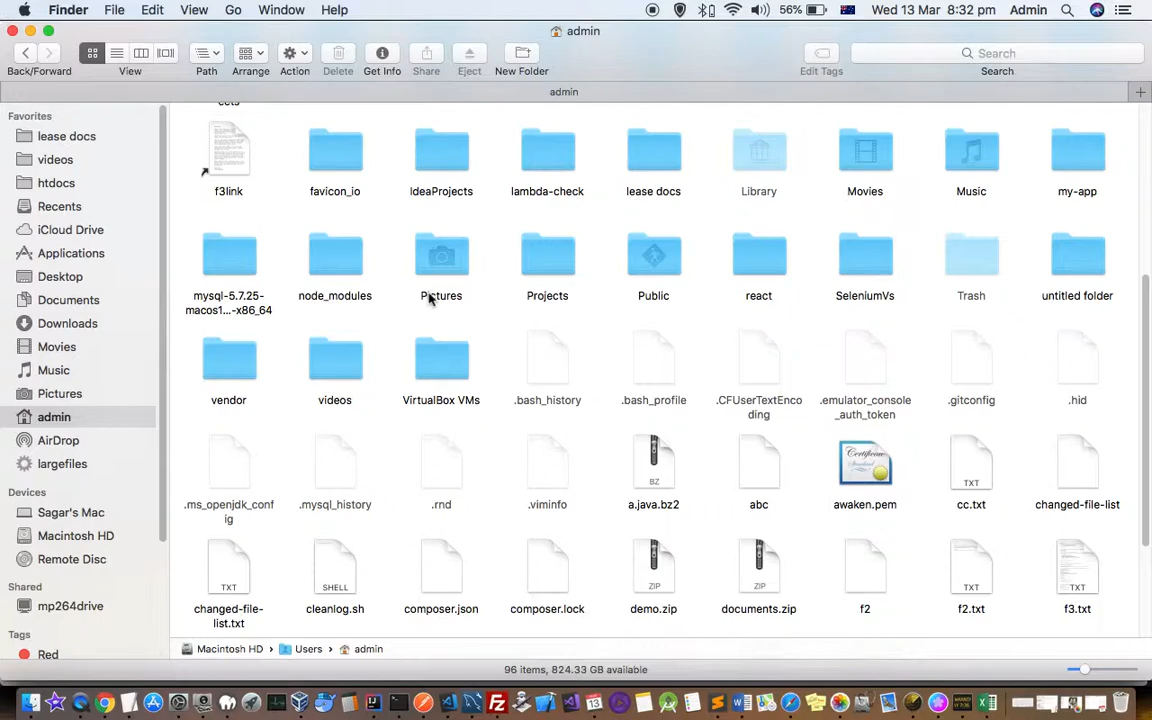 Finder File Edit View Go Window Help 56% Wed 13 Mar 8:32 pm Admin
admin
Back/Forward View Path Arrange Action Delete Get Info Share Eject New Folder Edit Tags Search
Search
admin
Favorites
lease docs
videos
htdocs
Recents
iCloud Drive
Applications
Desktop
Documents
Downloads
Movies
Music
Pictures
admin
AirDrop
largefiles
Devices
Sagar's Mac
Macintosh HD
Remote Disc
Shared
mp264drive
Tags
Red
f3link favicon_io IdeaProjects lambda-check lease docs Library Movies Music my-app
mysql-5.7.25- node_modules Pictures Projects Public react SeleniumVs Trash untitled folder
macos1...-x86_64
vendor videos VirtualBox VMs .bash_history .bash_profile .CFUserTextEnco .emulator_console .gitconfig .hid
ding _auth_token
BZ TXT
.ms_openjdk_conf .mysql_history .rnd .viminfo a.java.bz2 abc awaken.pem cc.txt changed-file-list
ig
TXT SHELL ZIP ZIP TXT TXT
changed-file- cleanlog.sh composer.json composer.lock demo.zip documents.zip f2 f2.txt f3.txt
list.txt
Macintosh HD Users admin
96 items, 824.33 GB available